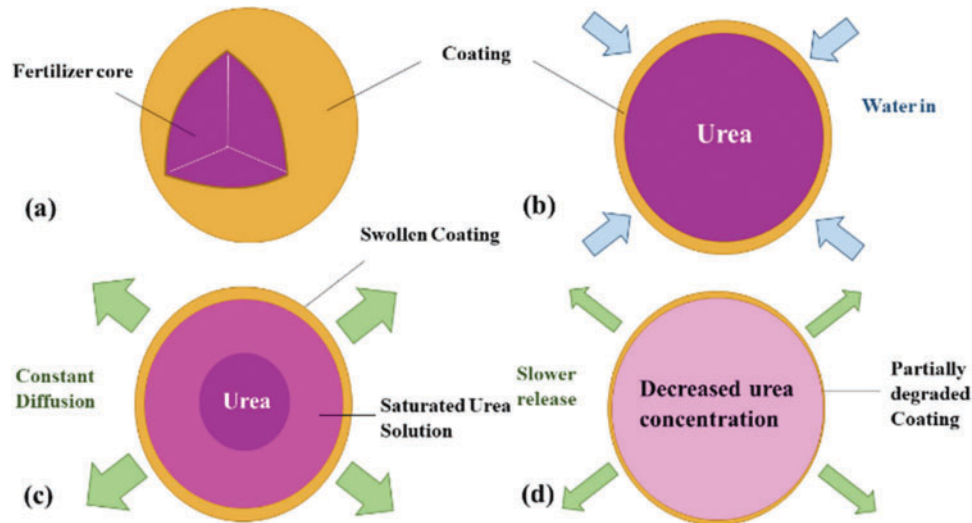 Fertilizer core
Coating
Water in
Urea
(a)
(b)
Swollen Coating
Constant
Diffusion
Urea
Saturated Urea
Solution
(c)
Slower
release
Decreased urea
concentration
Partially
degraded
Coating
(d)